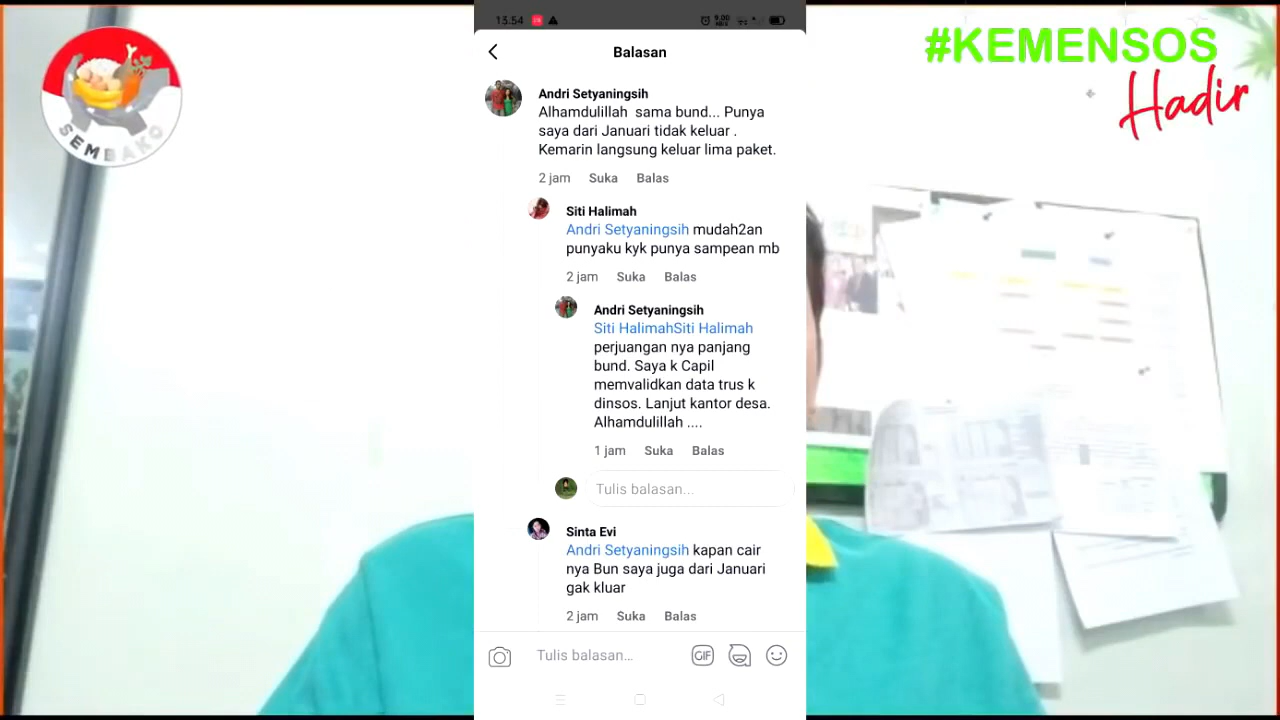 SEMBAKO
#KEMENSOS
Hadir
13.54
9.00
Balasan
Andri Setyaningsih
Alhamdulillah sama bund... Punya
saya dari Januari tidak keluar .
Kemarin langsung keluar lima paket.
2 jam Suka Balas
Siti Halimah
Andri Setyaningsih mudah2an
punyaku kyk punya sampean mb
2 jam Suka Balas
Andri Setyaningsih
Siti HalimahSiti Halimah
perjuangan nya panjang
bund. Saya k Capil
memvalidkan data trus k
dinsos. Lanjut kantor desa.
Alhamdulillah ....
1 jam Suka Balas
Tulis balasan...
Sinta Evi
Andri Setyaningsih kapan cair
nya Bun saya juga dari Januari
gak kluar
2 jam Suka Balas
Tulis balasan...
GIF